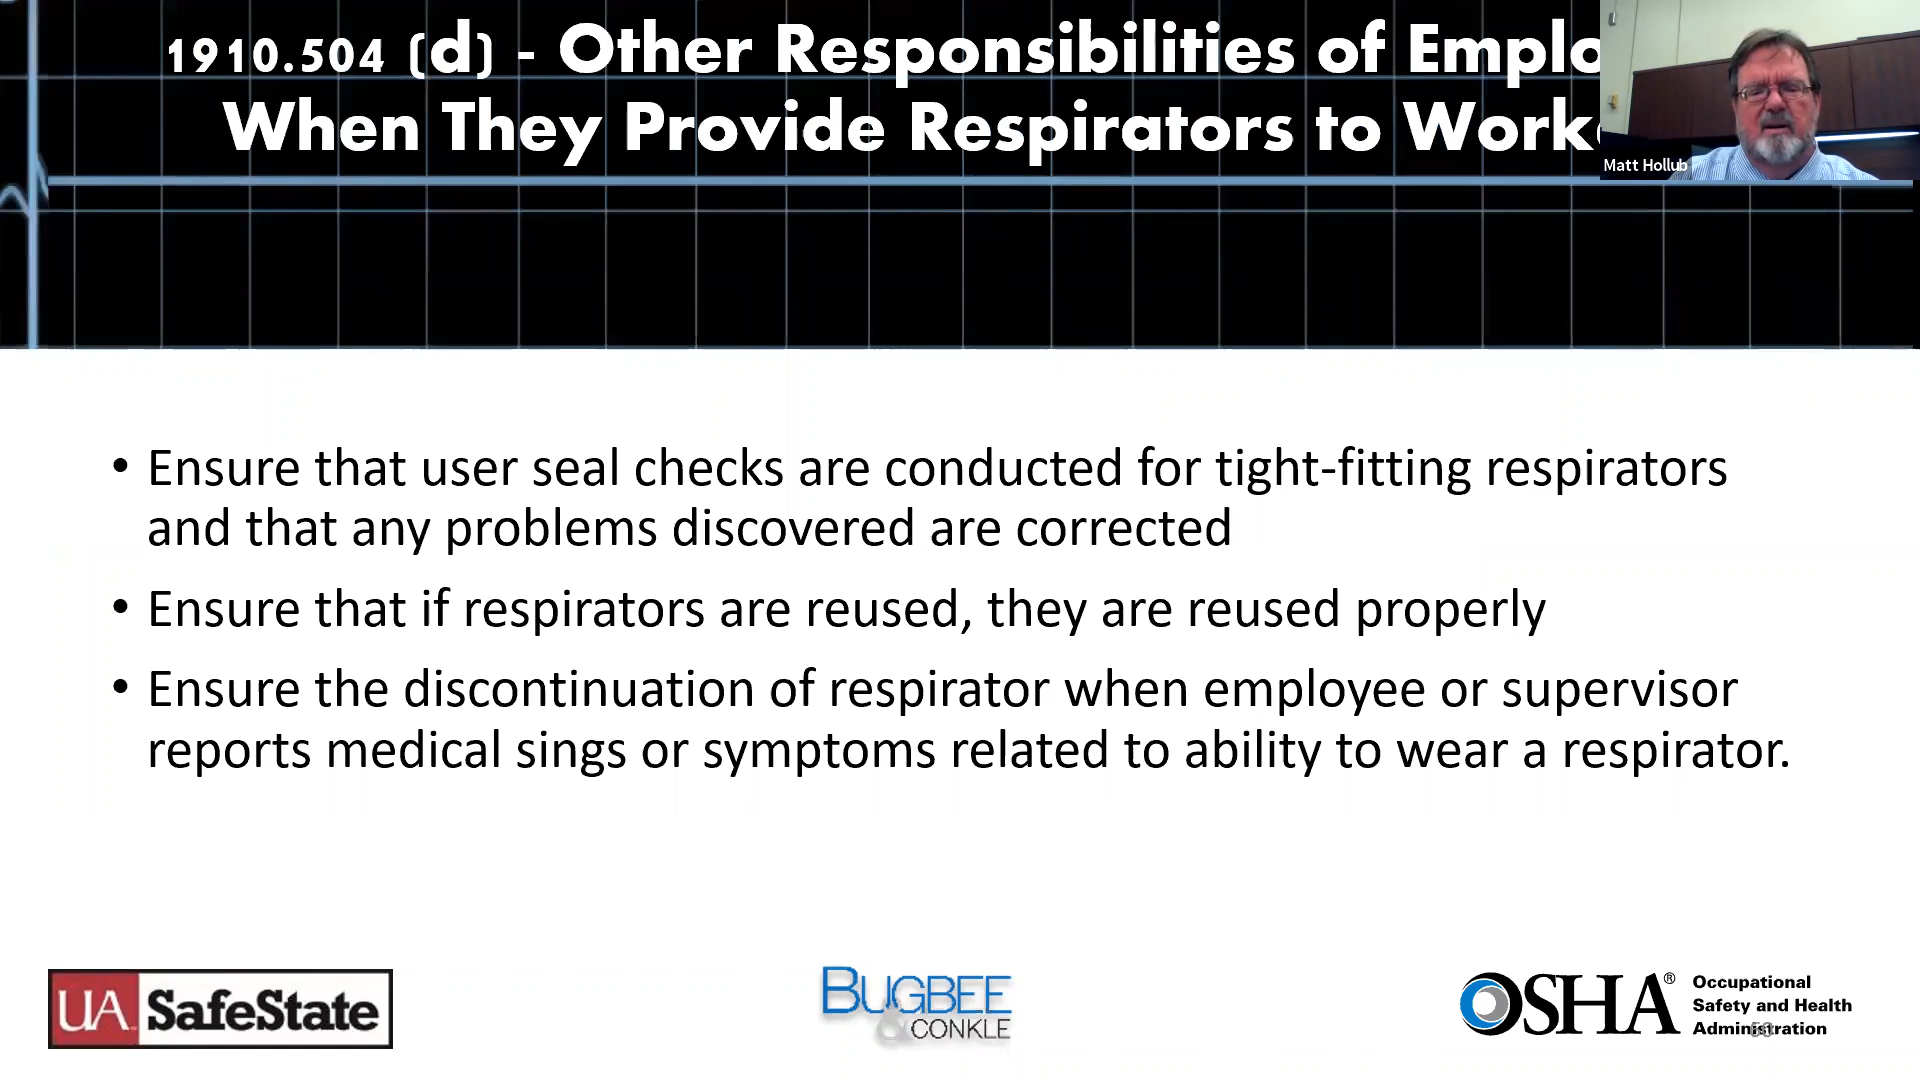 1910.504 (d) - Other Responsibilities of Emplo
When They Provide Respirators to Work
Matt Hollub
• Ensure that user seal checks are conducted for tight-fitting respirators
and that any problems discovered are corrected
• Ensure that if respirators are reused, they are reused properly
• Ensure the discontinuation of respirator when employee or supervisor
reports medical sings or symptoms related to ability to wear a respirator.
UA SafeState
BUGBEE
& CONKLE
OSHA®
Occupational
Safety and Health
Administration